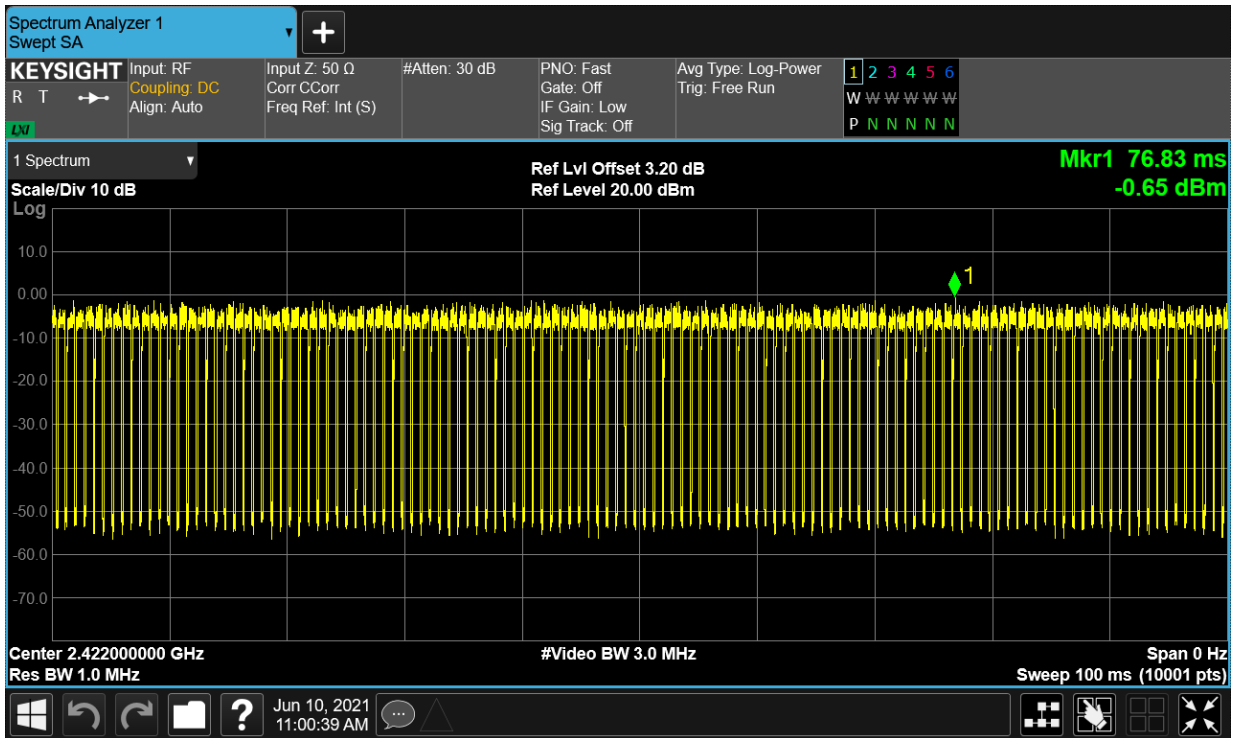 Spectrum Analyzer 1
Swept SA
+
KEYSIGHT
R T
LXI
Input: RF
Coupling: DC
Align: Auto
Input Z: 50 Ω
Corr CCorr
Freq Ref: Int (S)
#Atten: 30 dB
PNO: Fast
Gate: Off
IF Gain: Low
Sig Track: Off
Avg Type: Log-Power
Trig: Free Run
1 2 3 4 5 6
W W W W W W
P N N N N N
1 Spectrum
Scale/Div 10 dB
Log
Ref Lvl Offset 3.20 dB
Ref Level 20.00 dBm
Mkr1 76.83 ms
-0.65 dBm
10.0
0.00
-10.0
-20.0
-30.0
-40.0
-50.0
-60.0
-70.0
1
Center 2.422000000 GHz
Res BW 1.0 MHz
#Video BW 3.0 MHz
Span 0 Hz
Sweep 100 ms (10001 pts)
?
Jun 10, 2021
11:00:39 AM